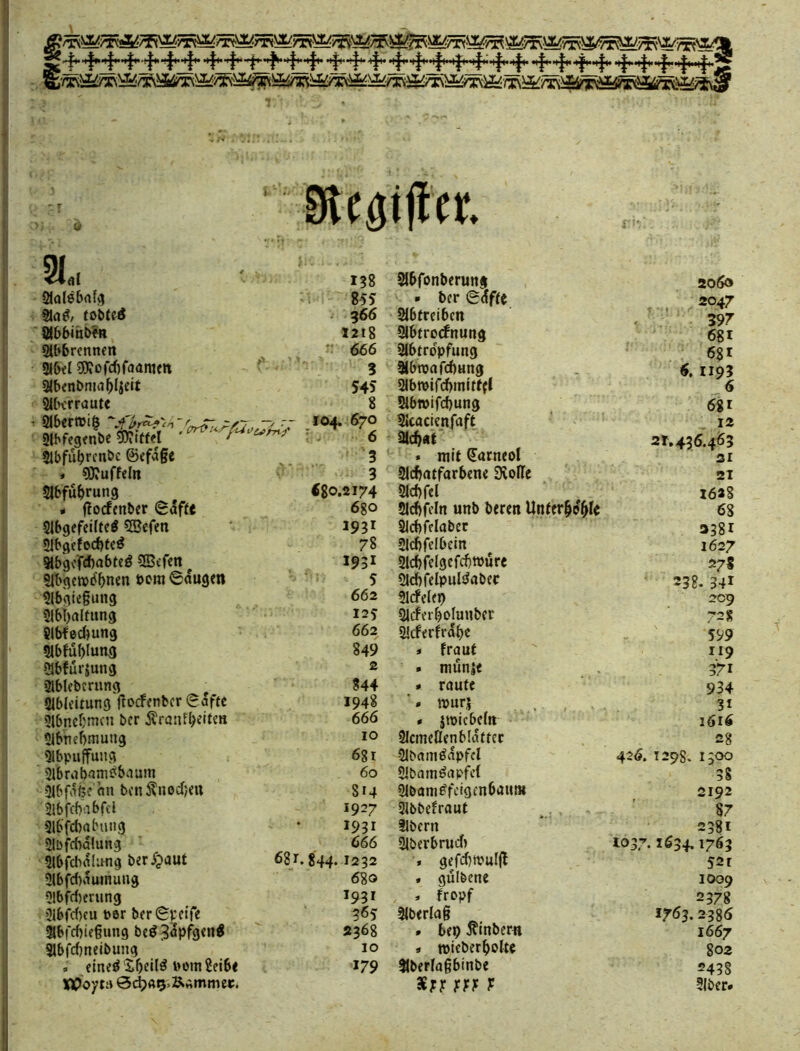 Register.
Aal 138
Aalsbalg 855
Aas, todtes 366
Abbinden 1218
Abbrennen 666
Abel Moschsaamen 3
Abendmahlzeit 545
Aberraute 8
Aberwitz 104. 670
Abfegende Mittel 6
Abführende Gefäße 3
» Muskeln 3
Abführung 680.2174
» stockender Säfte 680
Abgefeiltes Wesen 1931
Abgekochtes 78
Abgeschabtes Wesen 1931
Abgewöhnen vom Säugen 5
Abgießung 662
Abhaltung 125
Abkochung 662
Abkühlung 849
Abkürzung 2
Ablederung 844
Ableitung stockender Säfte 1948
Abnehmen der Krankheiten 666
Abnehmung 10
Abpuffung 681
Abrahamsbaum 60
Absätze an den Knochen 814
Abschabsel 1927
Abschabung 1931
Abschälung 666
Abschälung der Haut 681.844. 1232
Abschäumung 680
Abscherung 1931
Abscheu vor der Speise 365
Abschießung des Zäpfgens 2368
Abschneidung 10
» eines Theils vom Leibe 179
Woyts Schatz-Kammer.
Absonderung 2060
» der Säfte 2047
Abtreiben 397
Abtrocknung 681
Abtröpfung 681
Abwaschung 6. 1193
Abwischmittel 6
Abwischung 681
Acaciensaft 12
Achat 21.436.463
» mit Carneol 21
Achatfarbene Rolle 21
Achsel 1628
Achseln und deren Unterhöhle 68
Achselader 2381
Achselbein 1627
Achselgeschwüre 278
Achselpulsader 238. 341
Ackeley 209
Ackerholunder 728
Ackerkrähe 599
» kraut 119
» münze 371
» raute 934
» wurz 31
» zwiebeln 1616
Acmellenblätter 28
Adamsäpfel 426. 1298. 1300
Adamsapfel 38
Adamsfeigenbaum 2192
Addekraut 87
Adern 2381
Aderbruch 1037. 1634. 1763
» geschwulst 521
» güldene 1009
» kropf 2378
Aderlaß 1763. 2386
» bey Kindern 1667
» wiederholte 802
Aderlaßbinde 2438
Xxx xxx x
Ader»